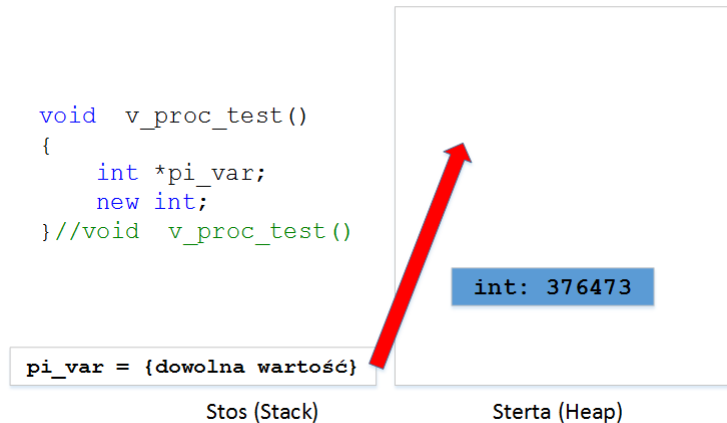 void  v_proc_test()
{
    int *pi_var;
    new int;
}//void  v_proc_test()
int: 376473
pi_var = {dowolna wartość}
Stos (Stack)
Sterta (Heap)